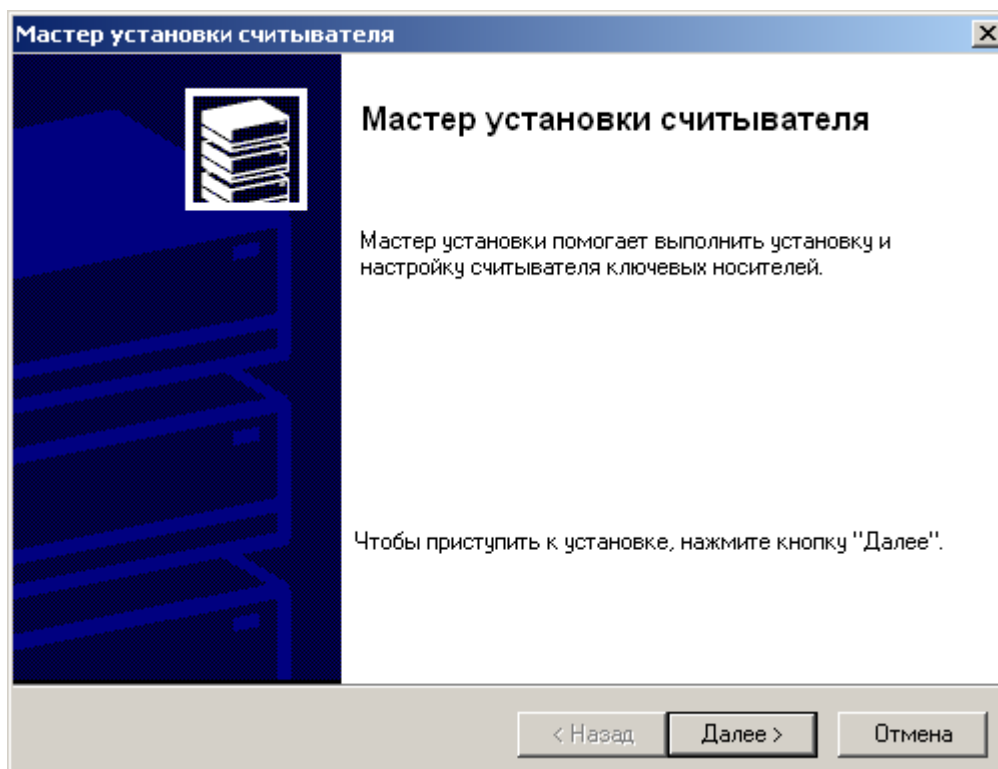 Мастер установки считывателя
Мастер установки считывателя
Мастер установки помогает выполнить установку и
настройку считывателя ключевых носителей.
Чтобы приступить к установке, нажмите кнопку "Далее".
< Назад
Далее >
Отмена